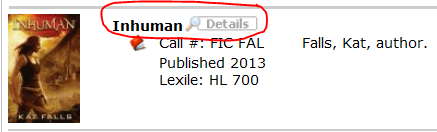 INHUMAN
KAT FALLS
Inhuman Details
Call #: FIC FAL Falls, Kat, author.
Published 2013
Lexile: HL 700